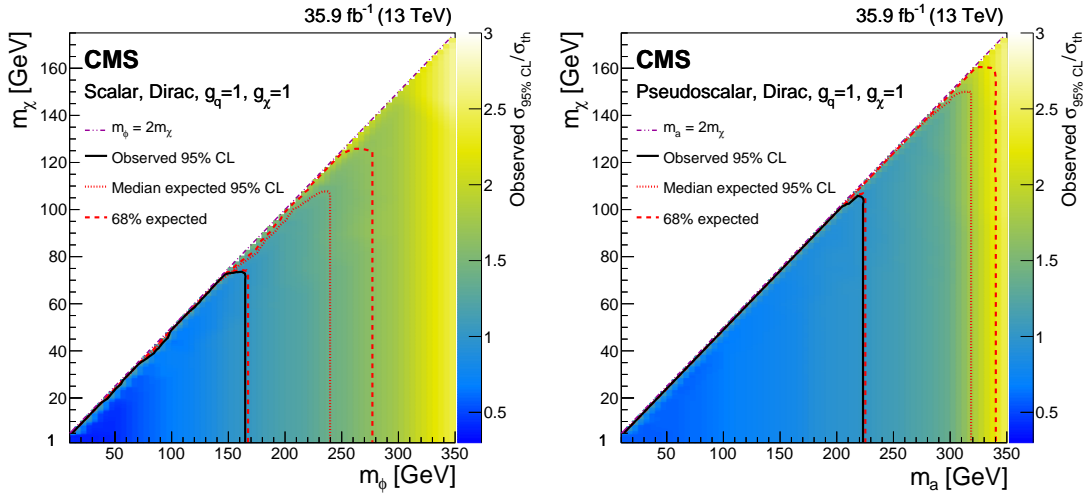 35.9 fb⁻¹ (13 TeV)
CMS
Scalar, Dirac, g_q=1, g_χ=1
m_φ = 2m_χ
Observed 95% CL
Median expected 95% CL
68% expected
m_χ [GeV]
160
140
120
100
80
60
40
20
1
50 100 150 200 250 300 350
m_φ [GeV]
3
2.5
2
1.5
1
0.5
Observed σ_95% CL/σ_th
35.9 fb⁻¹ (13 TeV)
CMS
Pseudoscalar, Dirac, g_q=1, g_χ=1
m_a = 2m_χ
Observed 95% CL
Median expected 95% CL
68% expected
m_χ [GeV]
160
140
120
100
80
60
40
20
1
50 100 150 200 250 300 350
m_a [GeV]
3
2.5
2
1.5
1
0.5
Observed σ_95% CL/σ_th